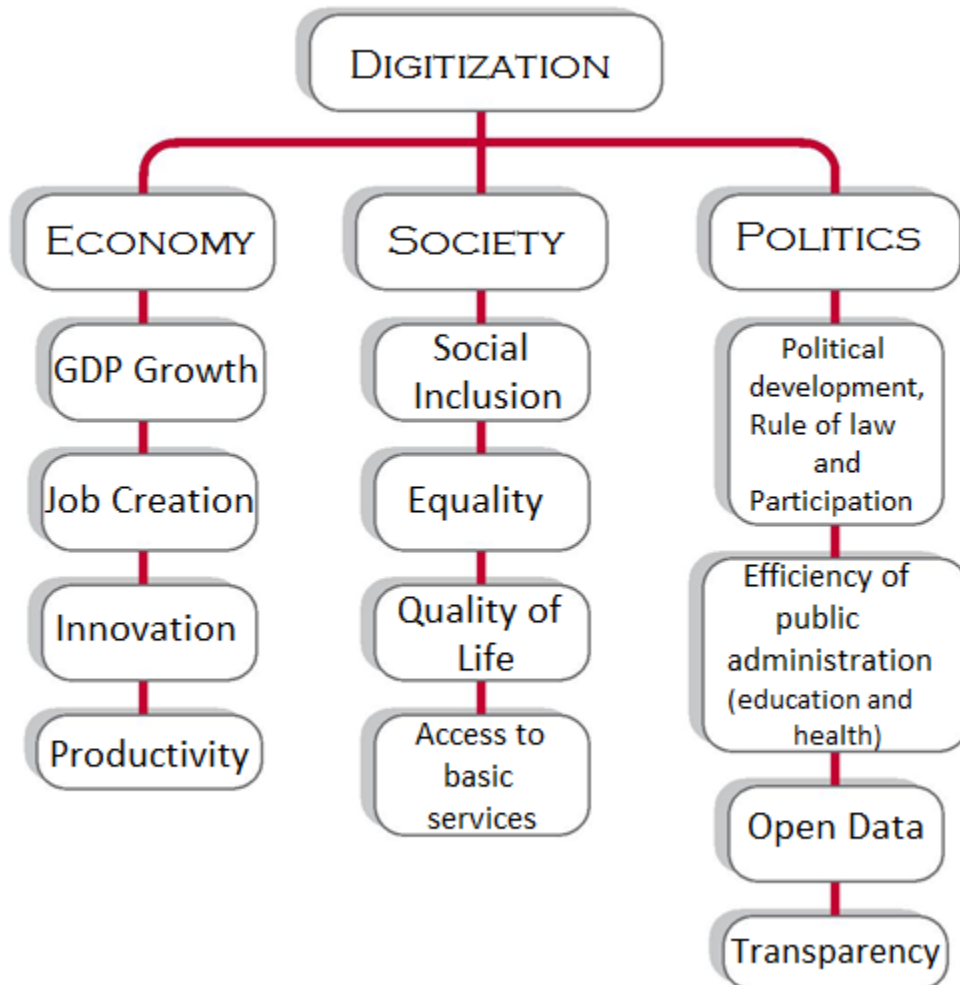 DIGITIZATION
ECONOMY
GDP Growth
Job Creation
Innovation
Productivity
SOCIETY
Social
Inclusion
Equality
Quality of
Life
Access to
basic
services
POLITICS
Political
development,
Rule of law
and
Participation
Efficiency of
public
administration
(education and
health)
Open Data
Transparency